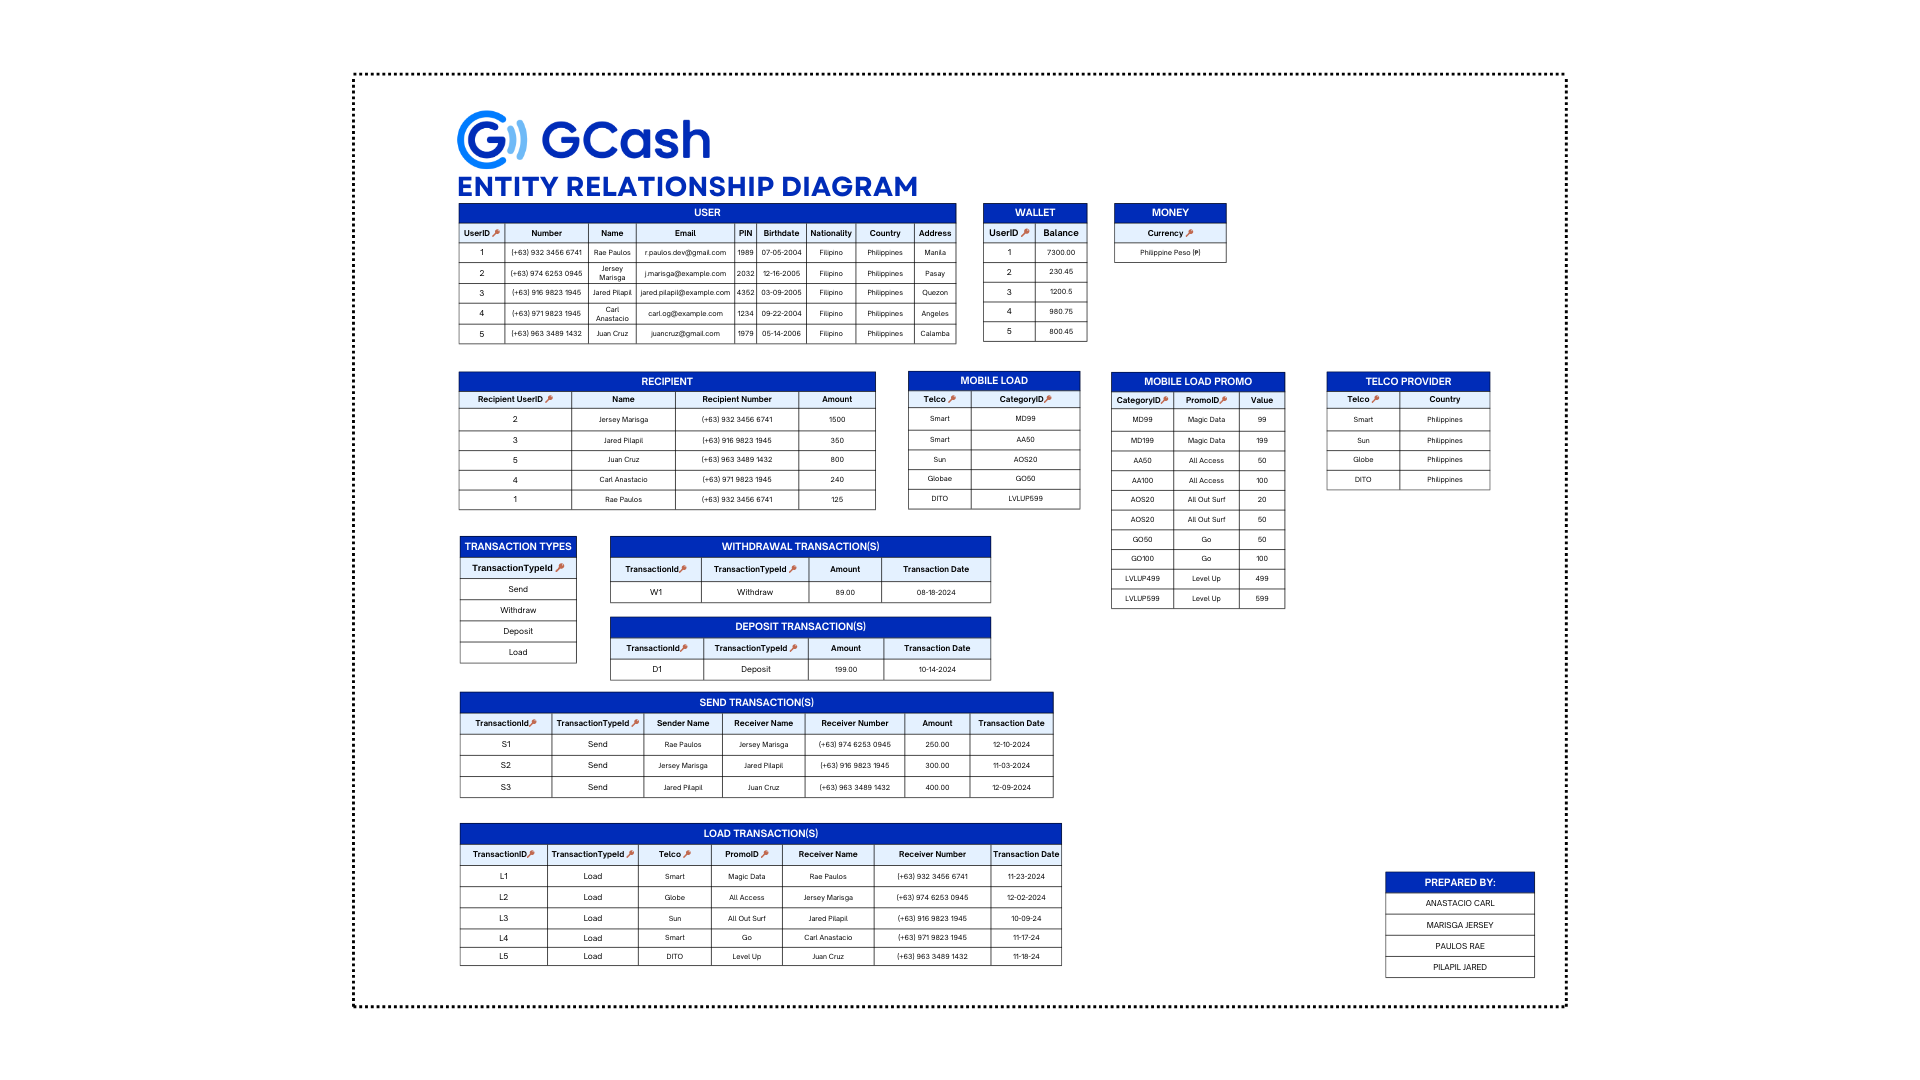 GCash
ENTITY RELATIONSHIP DIAGRAM
USER
UserID Number Name Email PIN Birthdate Nationality Country Address
1 (+63) 932 3456 6741 Rae Paulos r.paulos.dev@gmail.com 1989 07-05-2004 Filipino Philippines Manila
2 (+63) 974 6253 0945 Jersey Marisga j.marisga@example.com 2032 12-16-2005 Filipino Philippines Pasay
3 (+63) 916 9823 1945 Jared Pilapil jared.pilapil@example.com 4352 03-09-2005 Filipino Philippines Quezon
4 (+63) 971 9823 1945 Carl Anastacio carl.og@example.com 1234 09-22-2004 Filipino Philippines Angeles
5 (+63) 963 3489 1432 Juan Cruz juancruz@gmail.com 1979 05-14-2006 Filipino Philippines Calamba
WALLET
UserID Balance
1 7300.00
2 230.45
3 1200.5
4 980.75
5 800.45
MONEY
Currency
Philippine Peso (₱)
RECIPIENT
Recipient UserID Name Recipient Number Amount
2 Jersey Marisga (+63) 932 3456 6741 1500
3 Jared Pilapil (+63) 916 9823 1945 350
5 Juan Cruz (+63) 963 3489 1432 800
4 Carl Anastacio (+63) 971 9823 1945 240
1 Rae Paulos (+63) 932 3456 6741 125
MOBILE LOAD
Telco CategoryID
Smart MD99
Smart AA50
Sun AOS20
Globae GO50
DITO LVLUP599
MOBILE LOAD PROMO
CategoryID PromoID Value
MD99 Magic Data 99
MD199 Magic Data 199
AA50 All Access 50
AA100 All Access 100
AOS20 All Out Surf 20
AOS20 All Out Surf 50
GO50 Go 50
GO100 Go 100
LVLUP499 Level Up 499
LVLUP599 Level Up 599
TELCO PROVIDER
Telco Country
Smart Philippines
Sun Philippines
Globe Philippines
DITO Philippines
TRANSACTION TYPES
TransactionTypeId
Send
Withdraw
Deposit
Load
WITHDRAWAL TRANSACTION(S)
TransactionId TransactionTypeId Amount Transaction Date
W1 Withdraw 89.00 08-18-2024
DEPOSIT TRANSACTION(S)
TransactionId TransactionTypeId Amount Transaction Date
D1 Deposit 199.00 10-14-2024
SEND TRANSACTION(S)
TransactionId TransactionTypeId Sender Name Receiver Name Receiver Number Amount Transaction Date
S1 Send Rae Paulos Jersey Marisga (+63) 974 6253 0945 250.00 12-10-2024
S2 Send Jersey Marisga Jared Pilapil (+63) 916 9823 1945 300.00 11-03-2024
S3 Send Jared Pilapil Juan Cruz (+63) 963 3489 1432 400.00 12-09-2024
LOAD TRANSACTION(S)
TransactionID TransactionTypeId Telco PromoID Receiver Name Receiver Number Transaction Date
L1 Load Smart Magic Data Rae Paulos (+63) 932 3456 6741 11-23-2024
L2 Load Globe All Access Jersey Marisga (+63) 974 6253 0945 12-02-2024
L3 Load Sun All Out Surf Jared Pilapil (+63) 916 9823 1945 10-09-24
L4 Load Smart Go Carl Anastacio (+63) 971 9823 1945 11-17-24
L5 Load DITO Level Up Juan Cruz (+63) 963 3489 1432 11-18-24
PREPARED BY:
ANASTACIO CARL
MARISGA JERSEY
PAULOS RAE
PILAPIL JARED